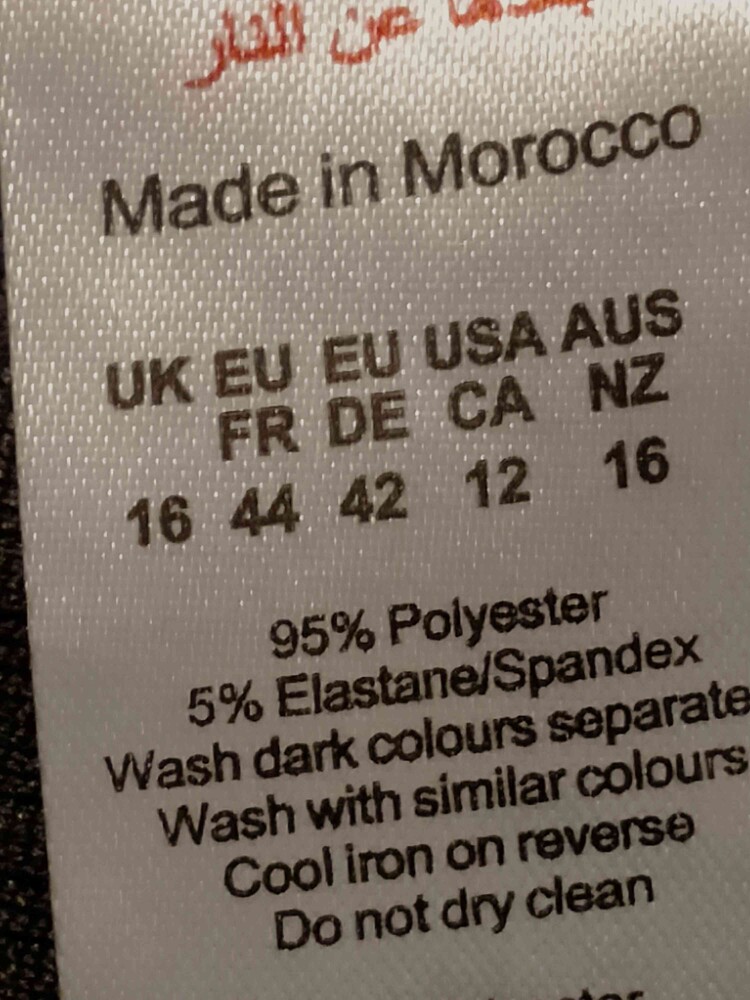 عن النار
Made in Morocco
UK EU EU USA AUS
FR DE CA NZ
16 44 42 12 16
95% Polyester
5% Elastane/Spandex
Wash dark colours separate
Wash with similar colours
Cool iron on reverse
Do not dry clean